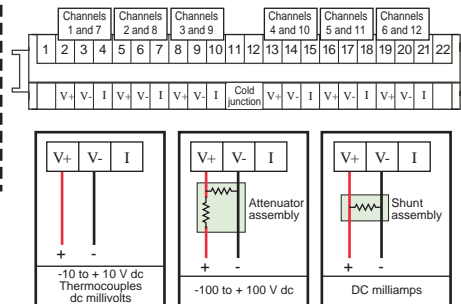 Channels Channels Channels Channels Channels Channels
1 and 7 2 and 8 3 and 9 4 and 10 5 and 11 6 and 12
1 2 3 4 5 6 7 8 9 10 11 12 13 14 15 16 17 18 19 20 21 22
V+ V- I V+ V- I V+ V- I Cold V+ V- I V+ V- I V+ V- I
junction
V+ V- I
+ -
-10 to + 10 V dc
Thermocouples
dc millivolts
V+ V- I
Attenuator
assembly
+ -
-100 to + 100 V dc
V+ V- I
Shunt
assembly
+ -
DC milliamps